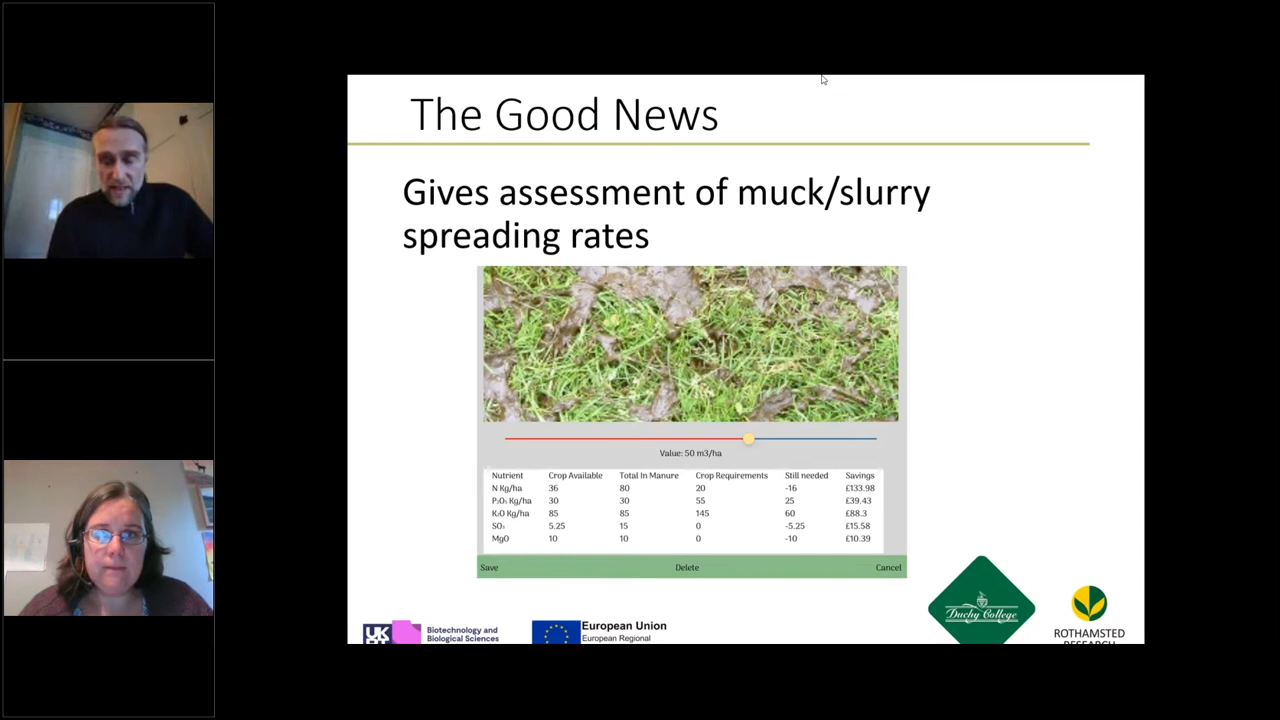 The Good News
Gives assessment of muck/slurry
spreading rates
Value: 50 m3/ha
Nutrient Crop Available Total In Manure Crop Requirements Still needed Savings
N Kg/ha 36 80 20 -16 £133.98
P₂O₅ Kg/ha 30 30 55 25 £39.43
K₂O Kg/ha 85 85 145 60 £88.3
SO₃ 5.25 15 0 -5.25 £15.58
MgO 10 10 0 -10 £10.39
Save Delete Cancel
Duchy College
UK
Biotechnology and
Biological Sciences
European Union
European Regional
ROTHAMSTED
RESEARCH